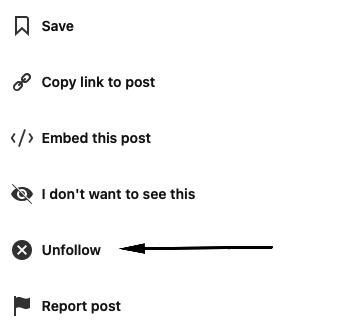 Save
Copy link to post
Embed this post
I don't want to see this
Unfollow
Report post